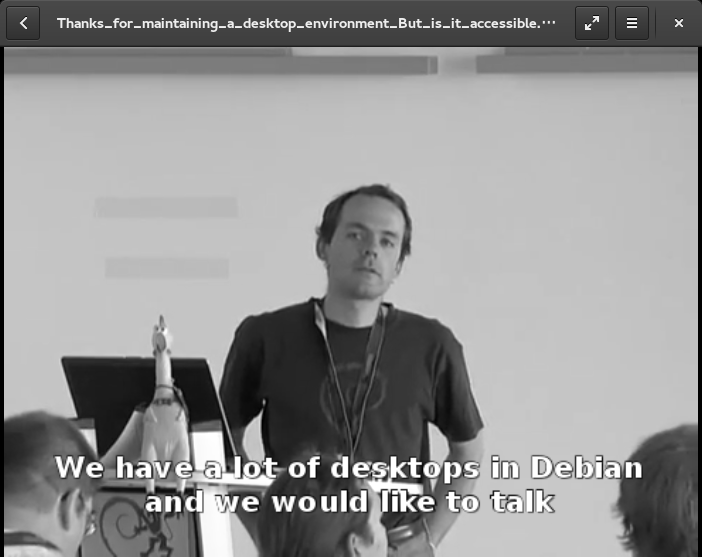 Thanks_for_maintaining_a_desktop_environment_But_is_it_accessible.…
We have a lot of desktops in Debian
and we would like to talk